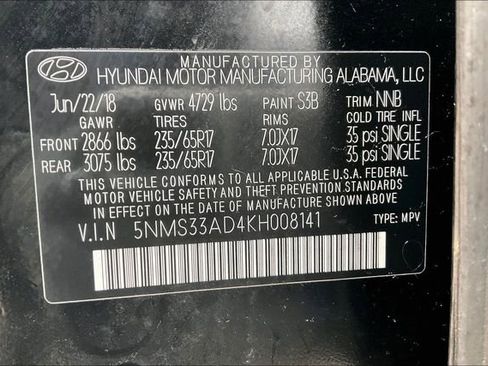 MANUFACTURED BY
HYUNDAI MOTOR MANUFACTURING ALABAMA, LLC
Jun/22/18 GVWR 4729 lbs PAINT S3B TRIM NNB
GAWR TIRES RIMS COLD TIRE INFL
FRONT 2866 lbs 235/65R17 7.0JX17 35 psi SINGLE
REAR 3075 lbs 235/65R17 7.0JX17 35 psi SINGLE
THIS VEHICLE CONFORMS TO ALL APPLICABLE U.S.A. FEDERAL
MOTOR VEHICLE SAFETY AND THEFT PREVENTION STANDARDS
IN EFFECT ON THE DATE OF MANUFACTURE SHOWN ABOVE.
V.I.N 5NMS33AD4KH008141 TYPE: MPV